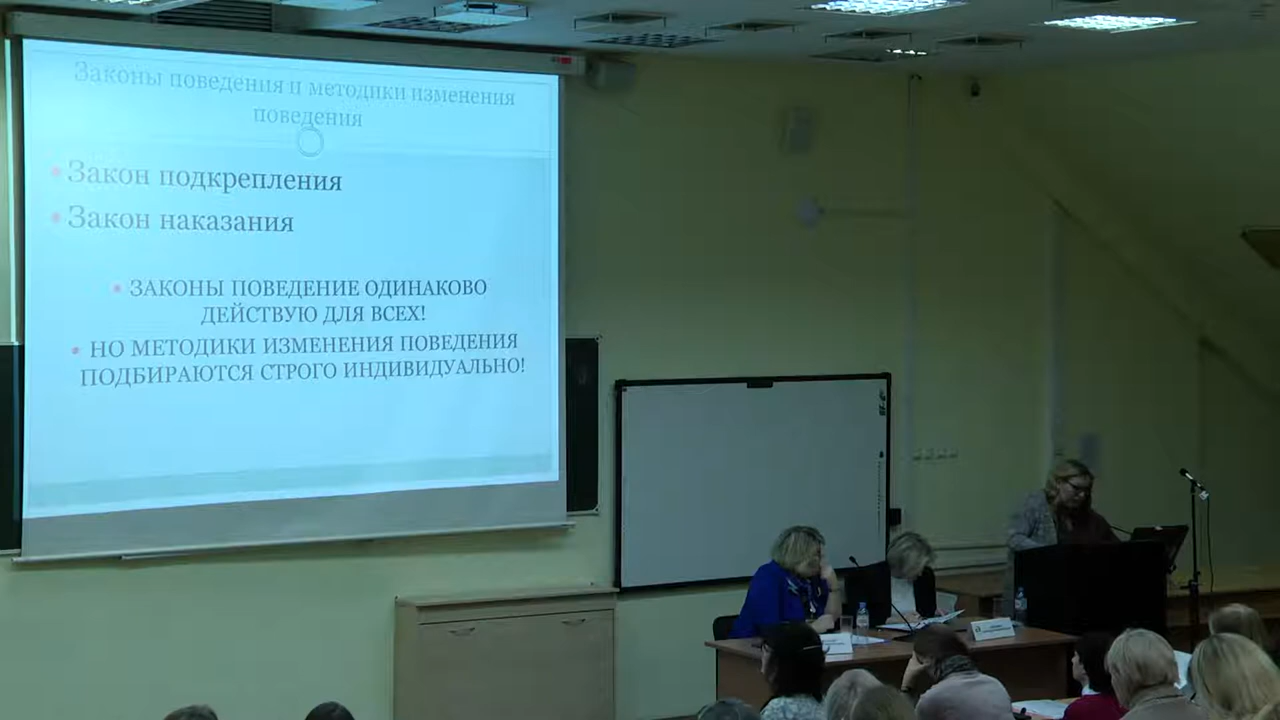 Законы поведения и методики изменения
поведения
Закон подкрепления
Закон наказания
ЗАКОНЫ ПОВЕДЕНИЕ ОДИНАКОВО
ДЕЙСТВУЮ ДЛЯ ВСЕХ!
НО МЕТОДИКИ ИЗМЕНЕНИЯ ПОВЕДЕНИЯ
ПОДБИРАЮТСЯ СТРОГО ИНДИВИДУАЛЬНО!